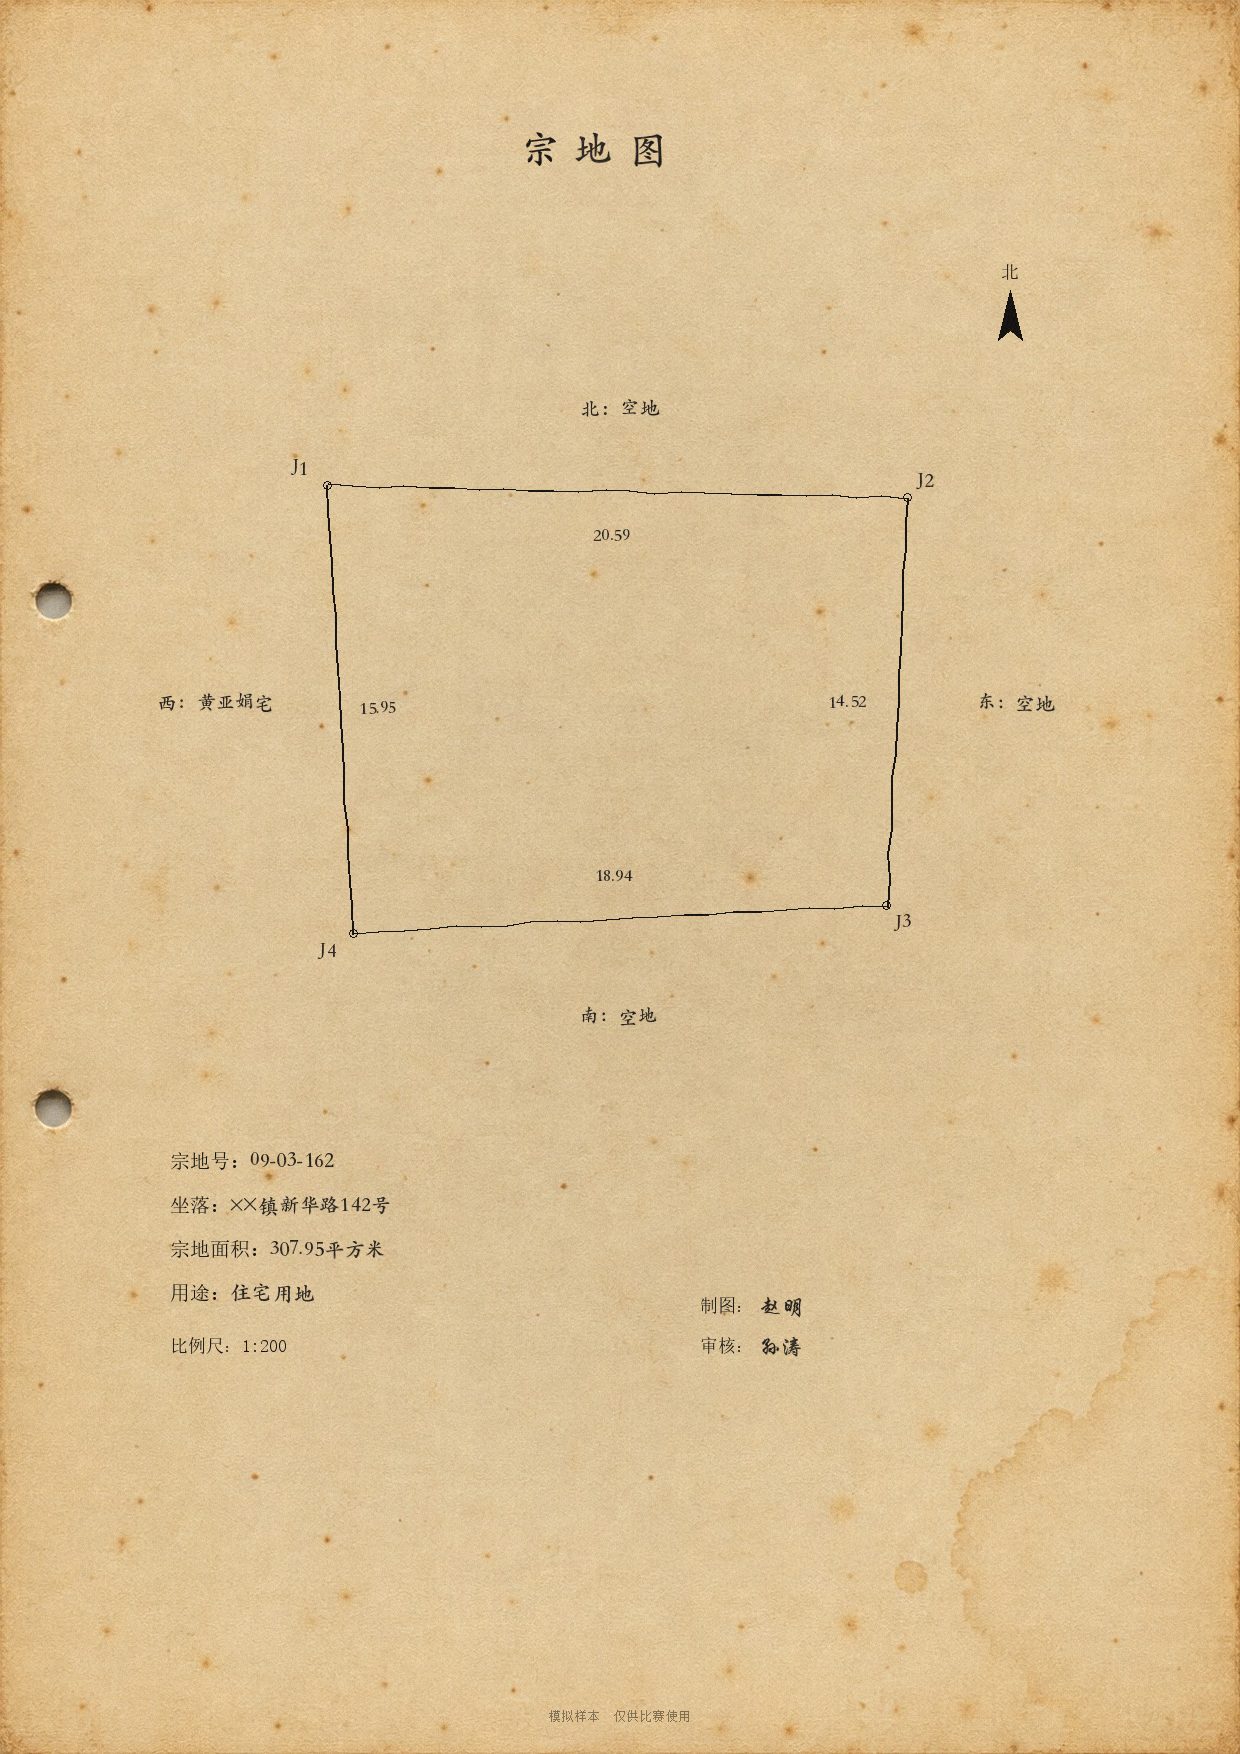 宗地图
北
北：空地
J1
J2
20.59
西：黄亚娟宅
15.95
14.52
东：空地
18.94
J3
J4
南：空地
宗地号：09-03-162
坐落：××镇新华路142号
宗地面积：307.95平方米
用途：住宅用地
制图：赵明
比例尺：1:200
审核：孙涛
模拟样本 仅供比赛使用